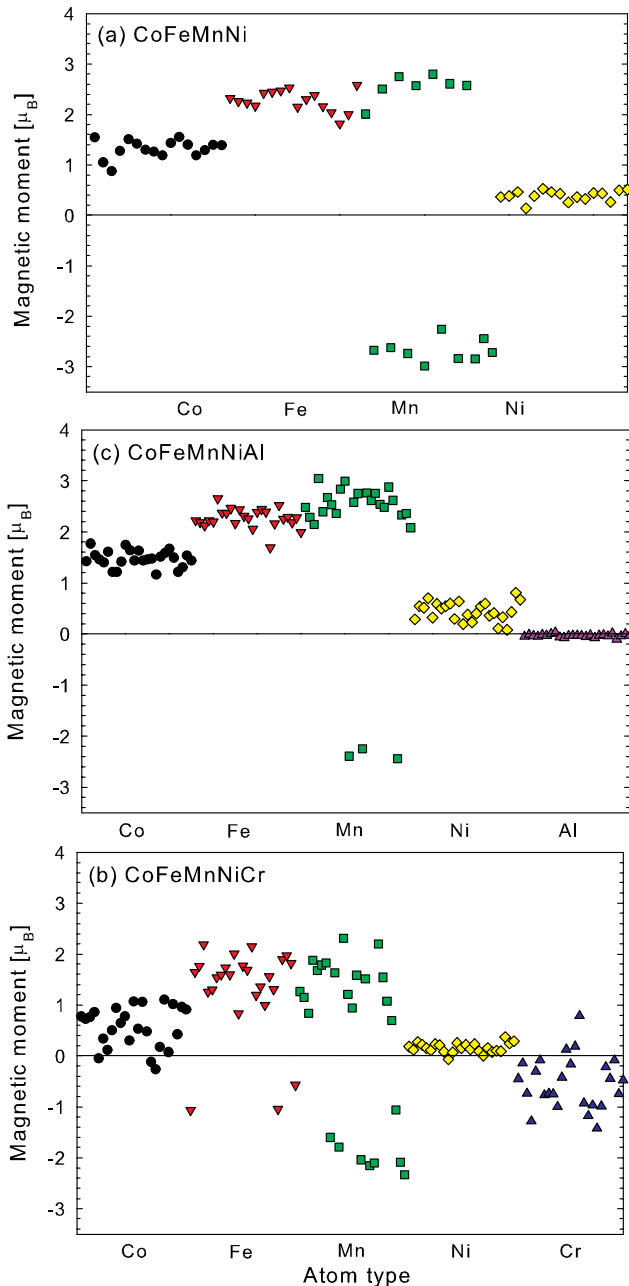 (a) CoFeMnNi
Magnetic moment [μB]
4
3
2
1
0
-1
-2
-3
Co Fe Mn Ni
(c) CoFeMnNiAl
Magnetic moment [μB]
4
3
2
1
0
-1
-2
-3
Co Fe Mn Ni Al
(b) CoFeMnNiCr
Magnetic moment [μB]
4
3
2
1
0
-1
-2
-3
Co Fe Mn Ni Cr
Atom type